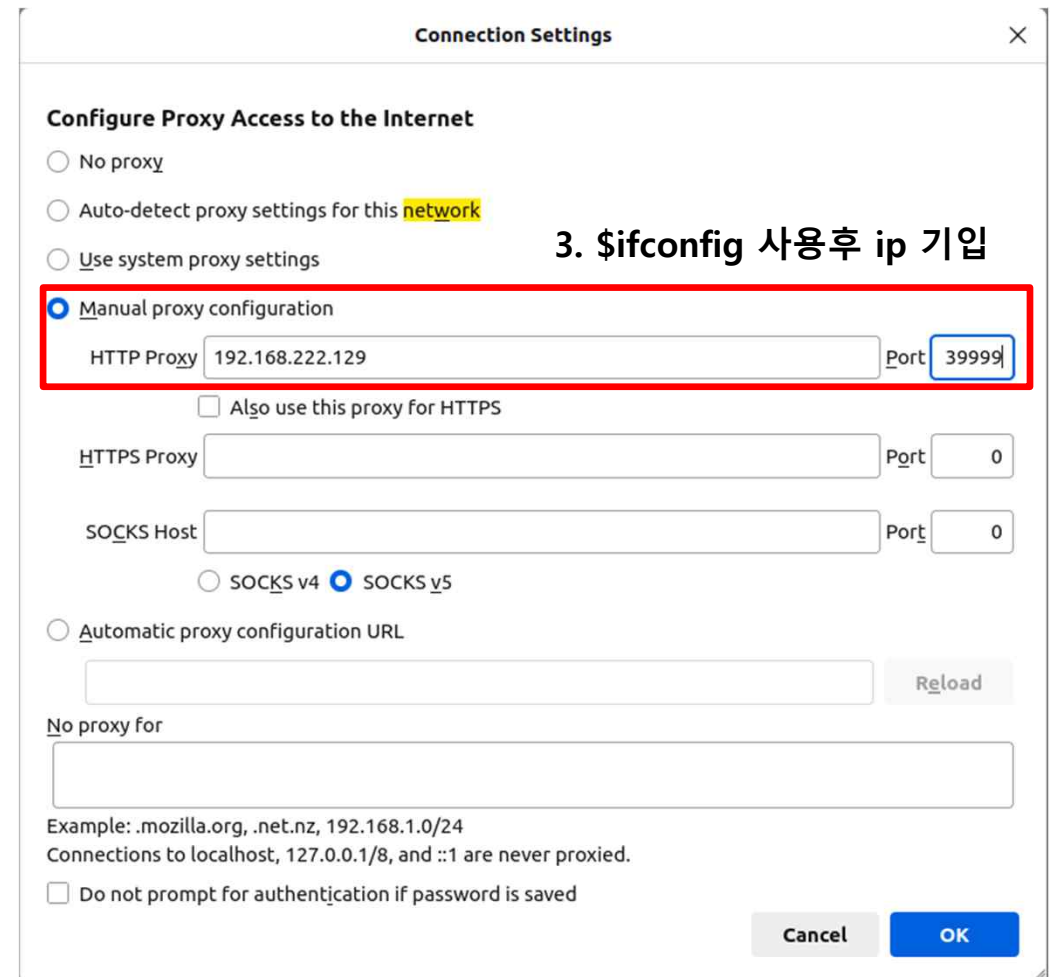 Connection Settings
Configure Proxy Access to the Internet
No proxy
Auto-detect proxy settings for this network
3. $ifconfig 사용후 ip 기입
Use system proxy settings
Manual proxy configuration
HTTP Proxy 192.168.222.129 Port 39999
Also use this proxy for HTTPS
HTTPS Proxy Port 0
SOCKS Host Port 0
SOCKS v4 SOCKS v5
Automatic proxy configuration URL
Reload
No proxy for
Example: .mozilla.org, .net.nz, 192.168.1.0/24
Connections to localhost, 127.0.0.1/8, and ::1 are never proxied.
Do not prompt for authentication if password is saved
Cancel OK